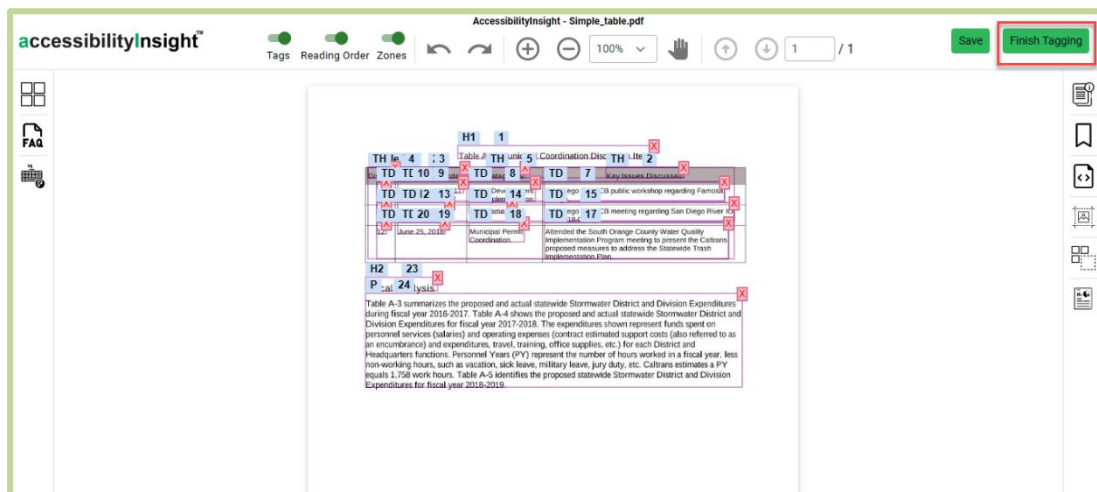 AccessibilityInsight - Simple_table.pdf
accessibilityInsight™
Tags Reading Order Zones 100% 1 / 1 Save Finish Tagging
FAQ
H1 1
Table Coordination
TH 4 3 TH 5 TH 2
TD 10 9 TD 8 TD 7 Key Issues Discussed
TD TD 13 TD 14 TD 15
CB public workshop regarding Famosa
TD 20 19 TD 18 TD 17
CB meeting regarding San Diego River
12 June 25, 2018 Municipal Permit Coordination Attended the South Orange County Water Quality
Implementation Program meeting to present the Caltrans
proposed measures to address the Statewide Trash
Implementation Plan.
H2 23
P 24
Table A-3 summarizes the proposed and actual statewide Stormwater District and Division Expenditures
during fiscal year 2016-2017. Table A-4 shows the proposed and actual statewide Stormwater District and
Division Expenditures for fiscal year 2017-2018. The expenditures shown represent funds spent on
personnel services (salaries) and operating expenses (contract estimated support costs (also referred to as
an encumbrance) and expenditures, travel, training, office supplies, etc.) for each District and
Headquarters functions. Personnel Years (PY) represent the number of hours worked in a fiscal year, less
non-working hours, such as vacation, sick leave, military leave, jury duty, etc. Caltrans estimates a PY
equals 1,758 work hours. Table A-5 identifies the proposed statewide Stormwater District and Division
Expenditures for fiscal year 2018-2019.